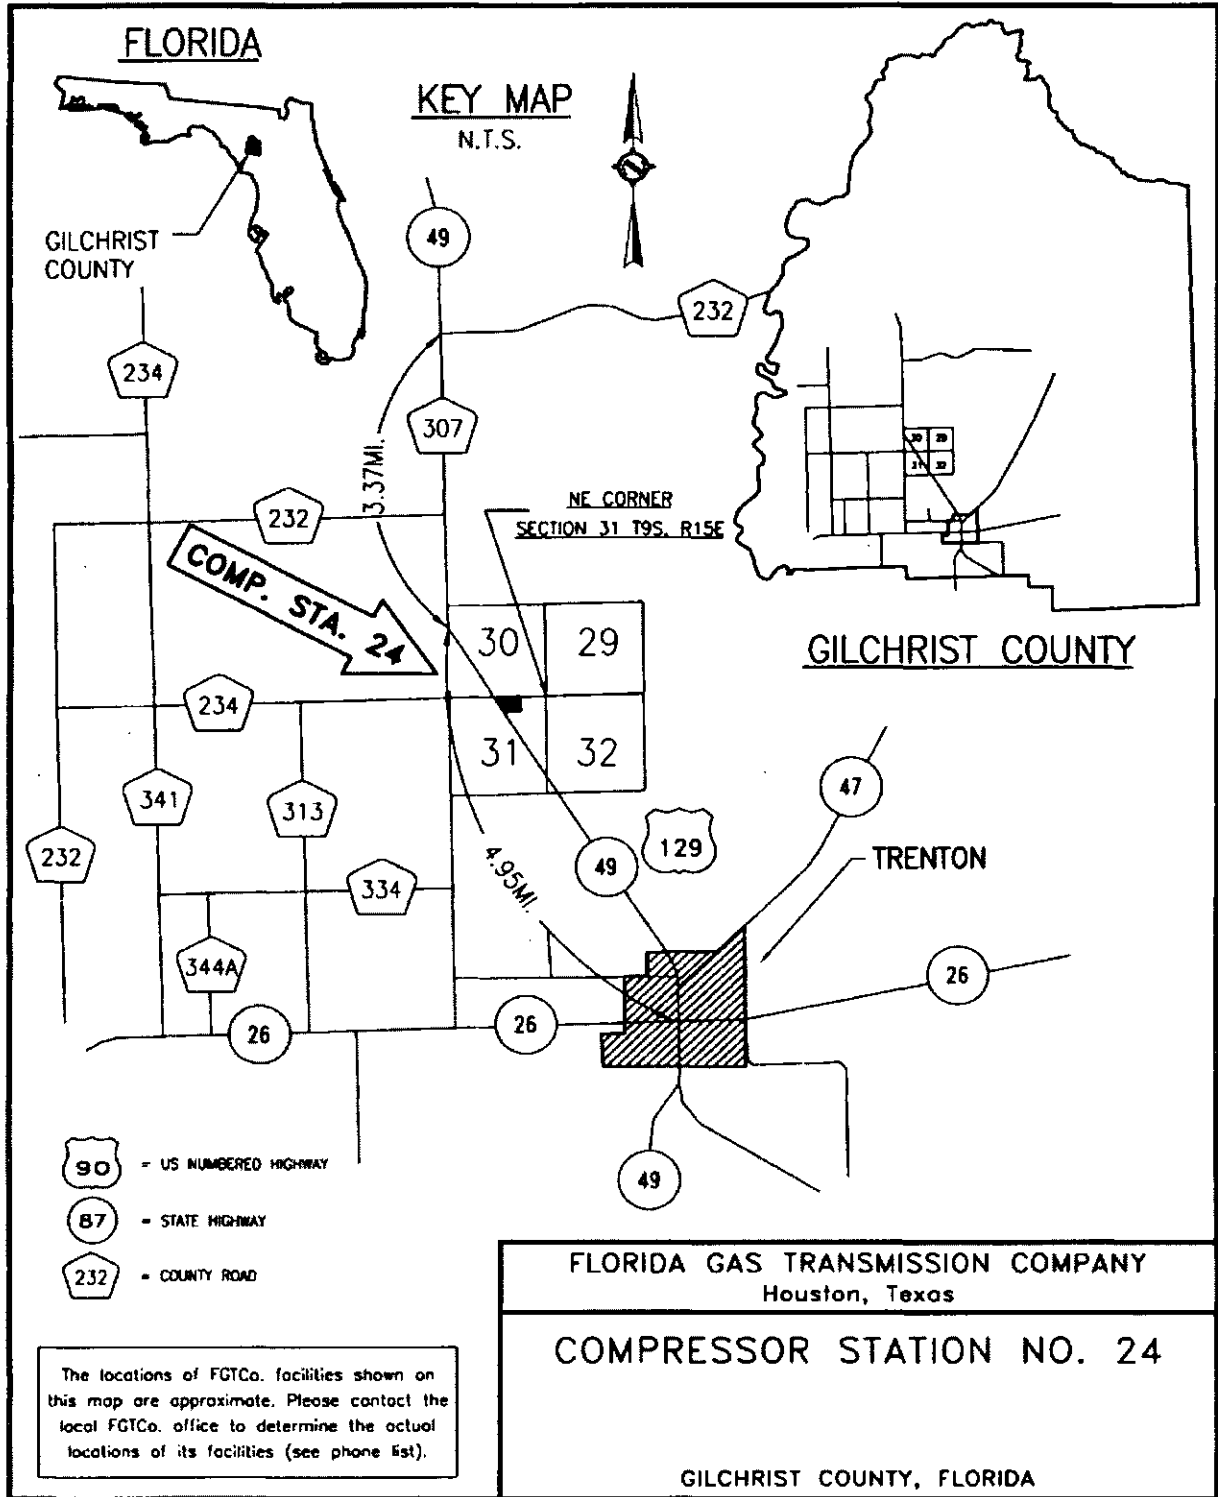 FLORIDA
KEY MAP
N.T.S.
GILCHRIST
COUNTY
49
232
234
307
3.37MI.
30 29
31 32
NE CORNER
SECTION 31 T9S, R15E
232
COMP. STA. 24
30 29
GILCHRIST COUNTY
234
31 32
47
341
313
129
232
49
TRENTON
334
4.95MI.
344A
26
26
26
49
90 = US NUMBERED HIGHWAY
87 = STATE HIGHWAY
232 = COUNTY ROAD
The locations of FGTCo. facilities shown on
this map are approximate. Please contact the
local FGTCo. office to determine the actual
locations of its facilities (see phone list).
FLORIDA GAS TRANSMISSION COMPANY
Houston, Texas
COMPRESSOR STATION NO. 24
GILCHRIST COUNTY, FLORIDA